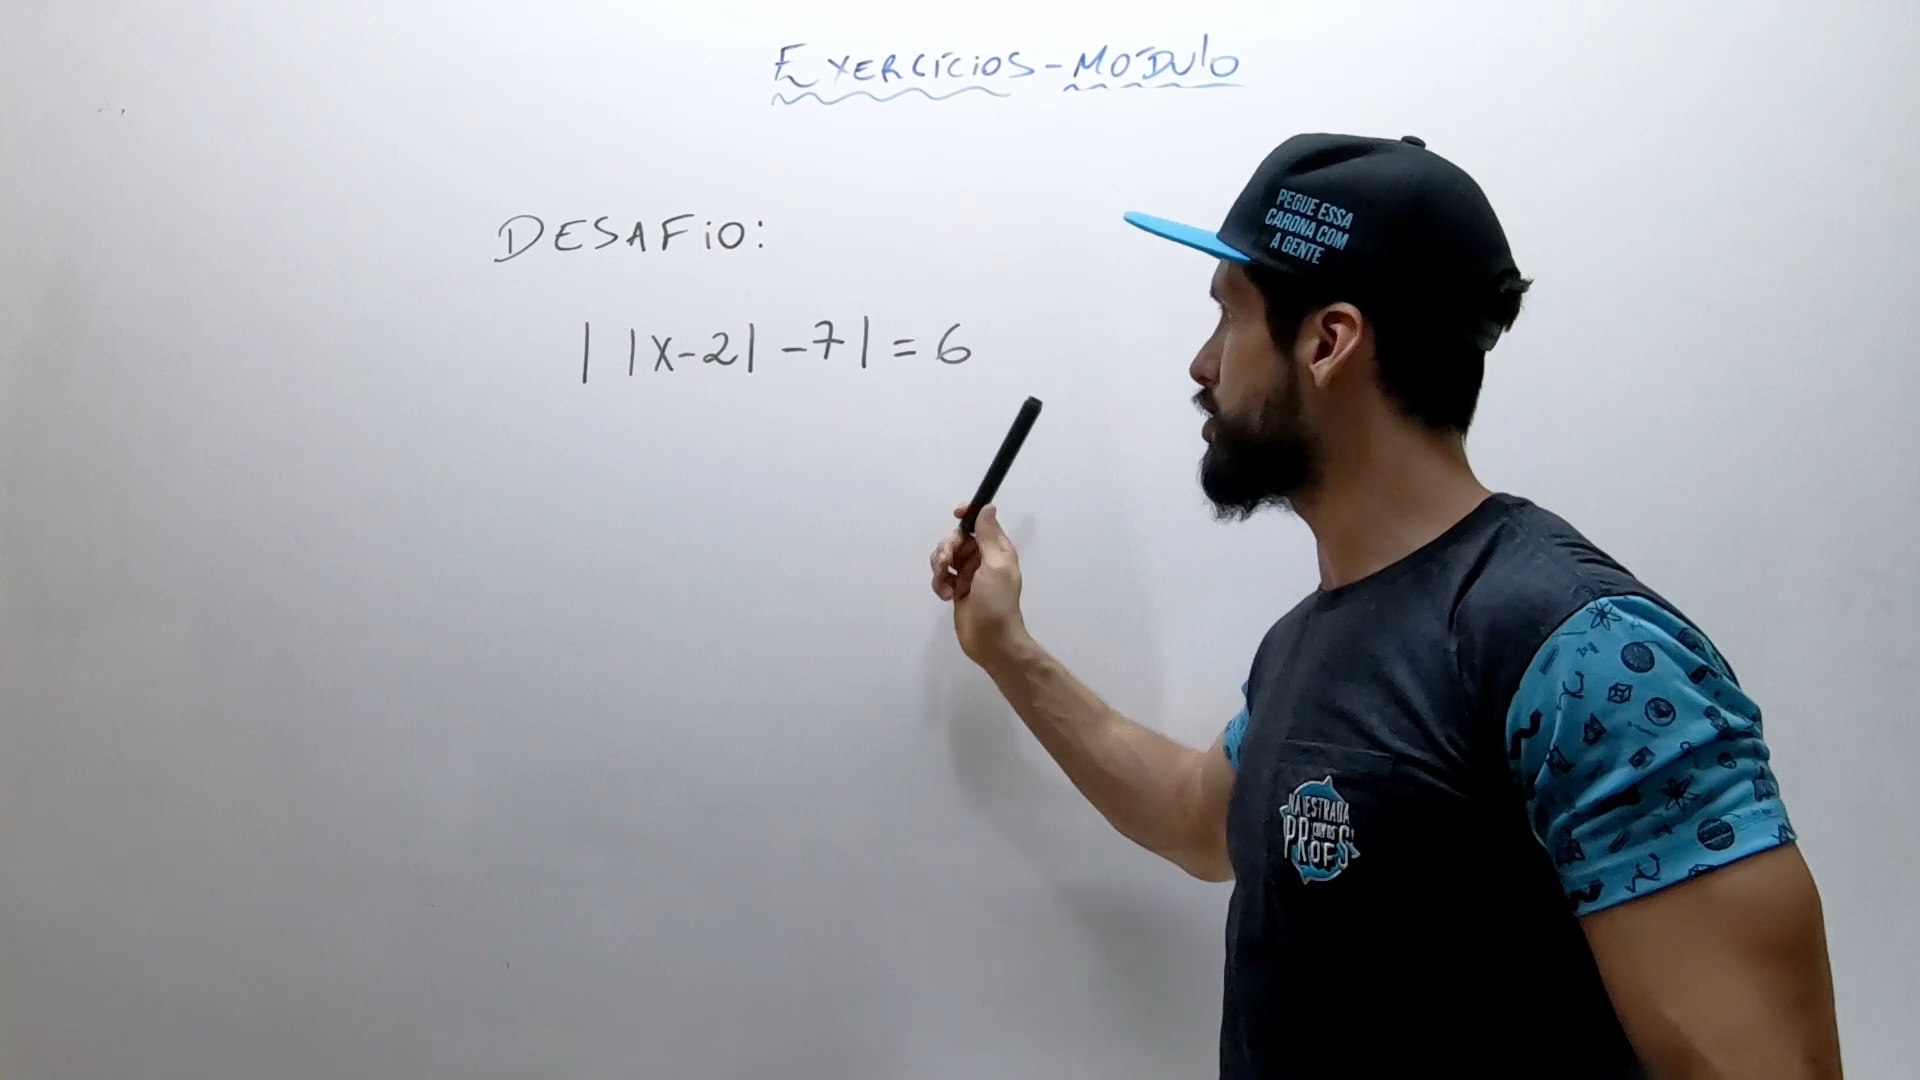 EXERCÍCIOS - MÓDULO
DESAFIO:
| |x-2| -7| = 6
PEGUE ESSA
CARONA COM
A GENTE
NA ESTRADA
COM OS
PROFS